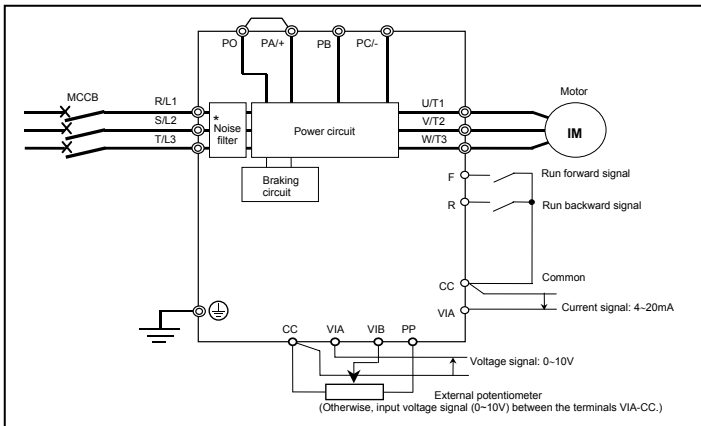 PO PA/+ PB PC/-
MCCB
Motor
R/L1
U/T1
S/L2
* Noise filter
Power circuit
V/T2
IM
T/L3
W/T3
Braking circuit
F
Run forward signal
R
Run backward signal
Common
CC
Current signal: 4~20mA
VIA
CC VIA VIB PP
Voltage signal: 0~10V
External potentiometer
(Otherwise, input voltage signal (0~10V) between the terminals VIA-CC.)